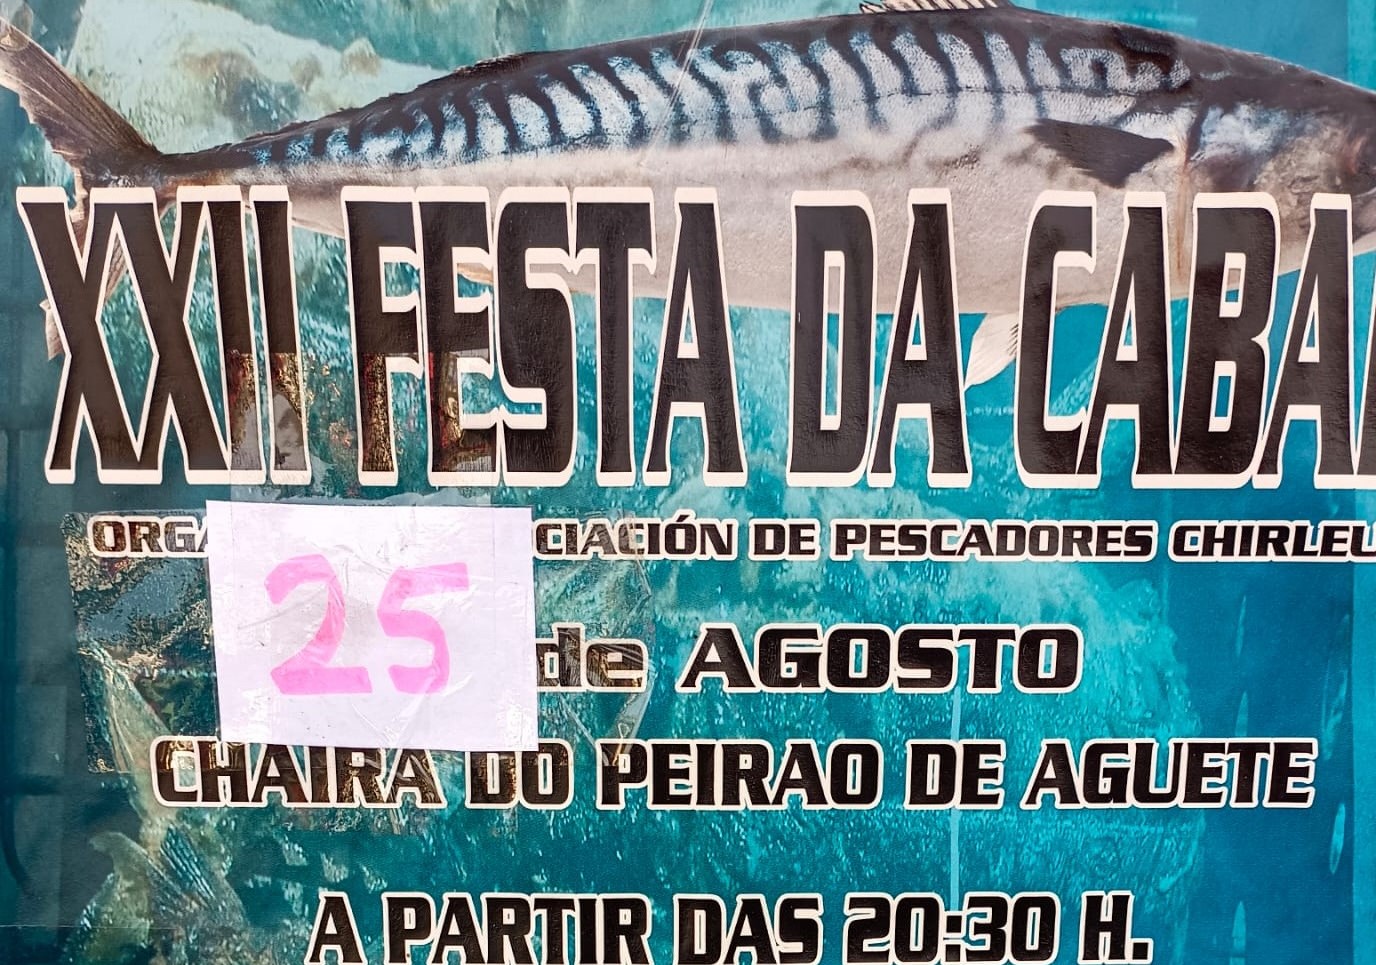 XXII FESTA DA CABA
ORGA CIACIÓN DE PESCADORES CHIRLEU
25 de AGOSTO
CHAIRA DO PEIRAO DE AGUETE
A PARTIR DAS 20:30 H.